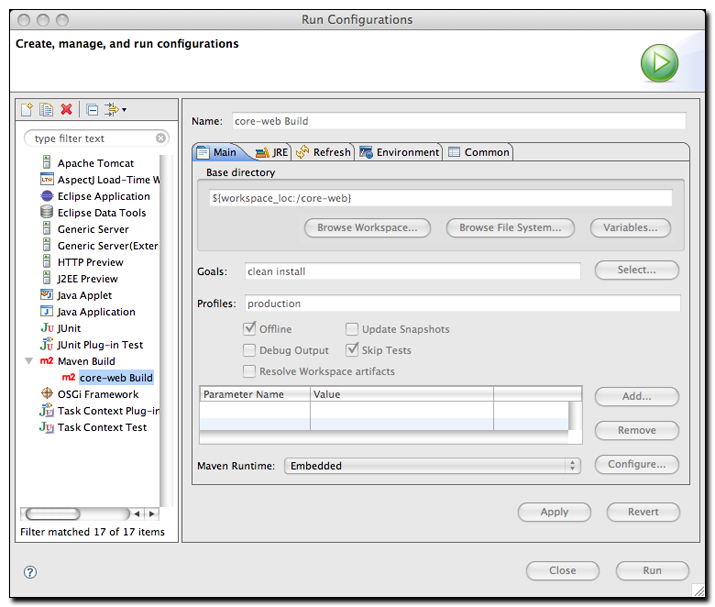 Run Configurations
Create, manage, and run configurations
type filter text
Apache Tomcat
AspectJ Load-Time W
Eclipse Application
Eclipse Data Tools
Generic Server
Generic Server(Exter
HTTP Preview
J2EE Preview
Java Applet
Java Application
JUnit
JUnit Plug-in Test
Maven Build
core-web Build
OSGi Framework
Task Context Plug-in
Task Context Test
Filter matched 17 of 17 items
Name: core-web Build
Main JRE Refresh Environment Common
Base directory
${workspace_loc:/core-web}
Browse Workspace... Browse File System... Variables...
Goals: clean install Select...
Profiles: production
Offline Update Snapshots
Debug Output Skip Tests
Resolve Workspace artifacts
Parameter Name Value Add...
Remove
Maven Runtime: Embedded Configure...
Apply Revert
Close Run